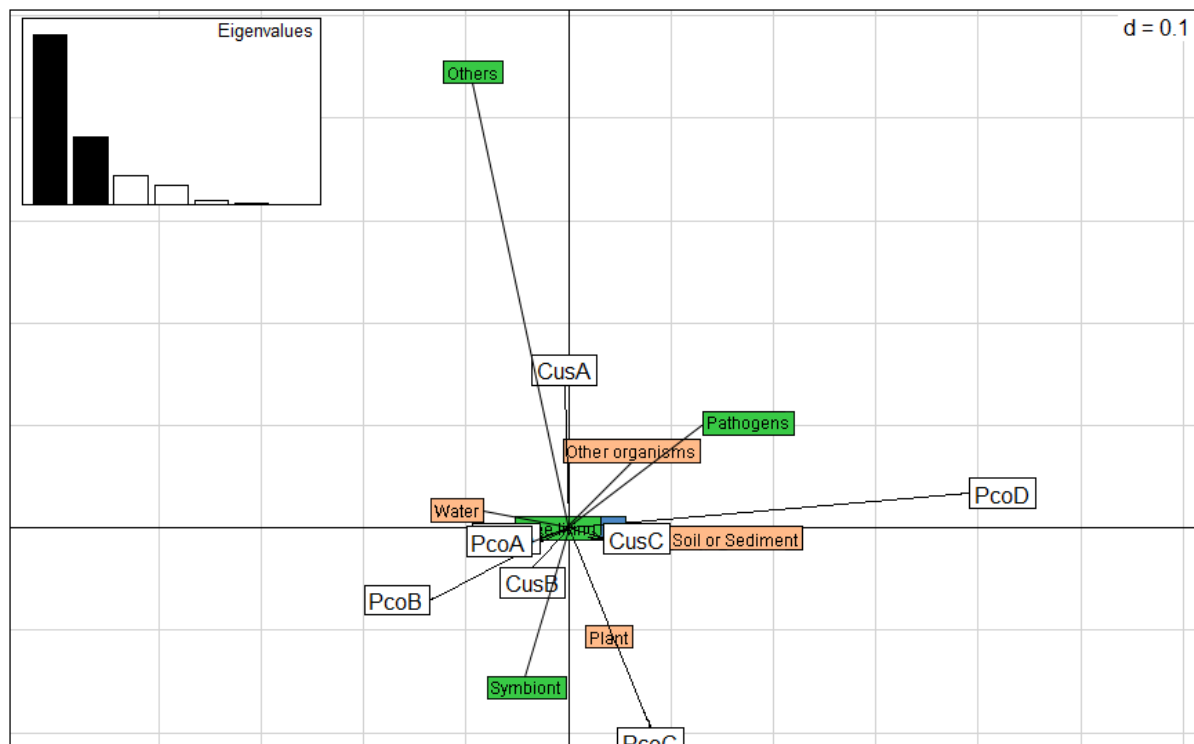 Eigenvalues
d = 0.1
Others
CusA
Pathogens
Other organisms
PcoD
Water
PcoA
CusC
Soil or Sediment
CusB
PcoB
Plant
Symbiont
PcoC